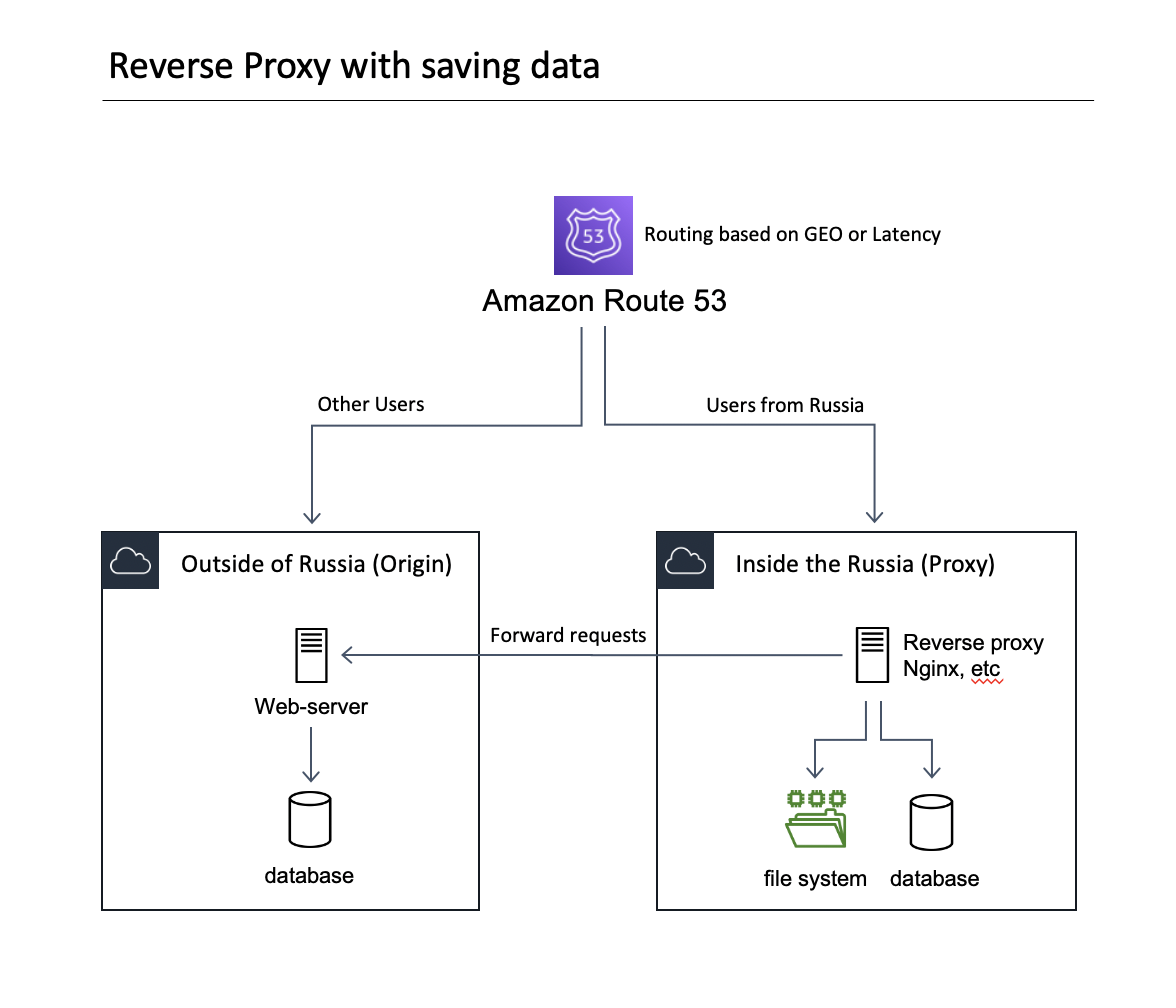 Reverse Proxy with saving data
53
Routing based on GEO or Latency
Amazon Route 53
Other Users
Users from Russia
Outside of Russia (Origin)
Inside the Russia (Proxy)
Forward requests
Reverse proxy
Nginx, etc
Web-server
database
file system
database